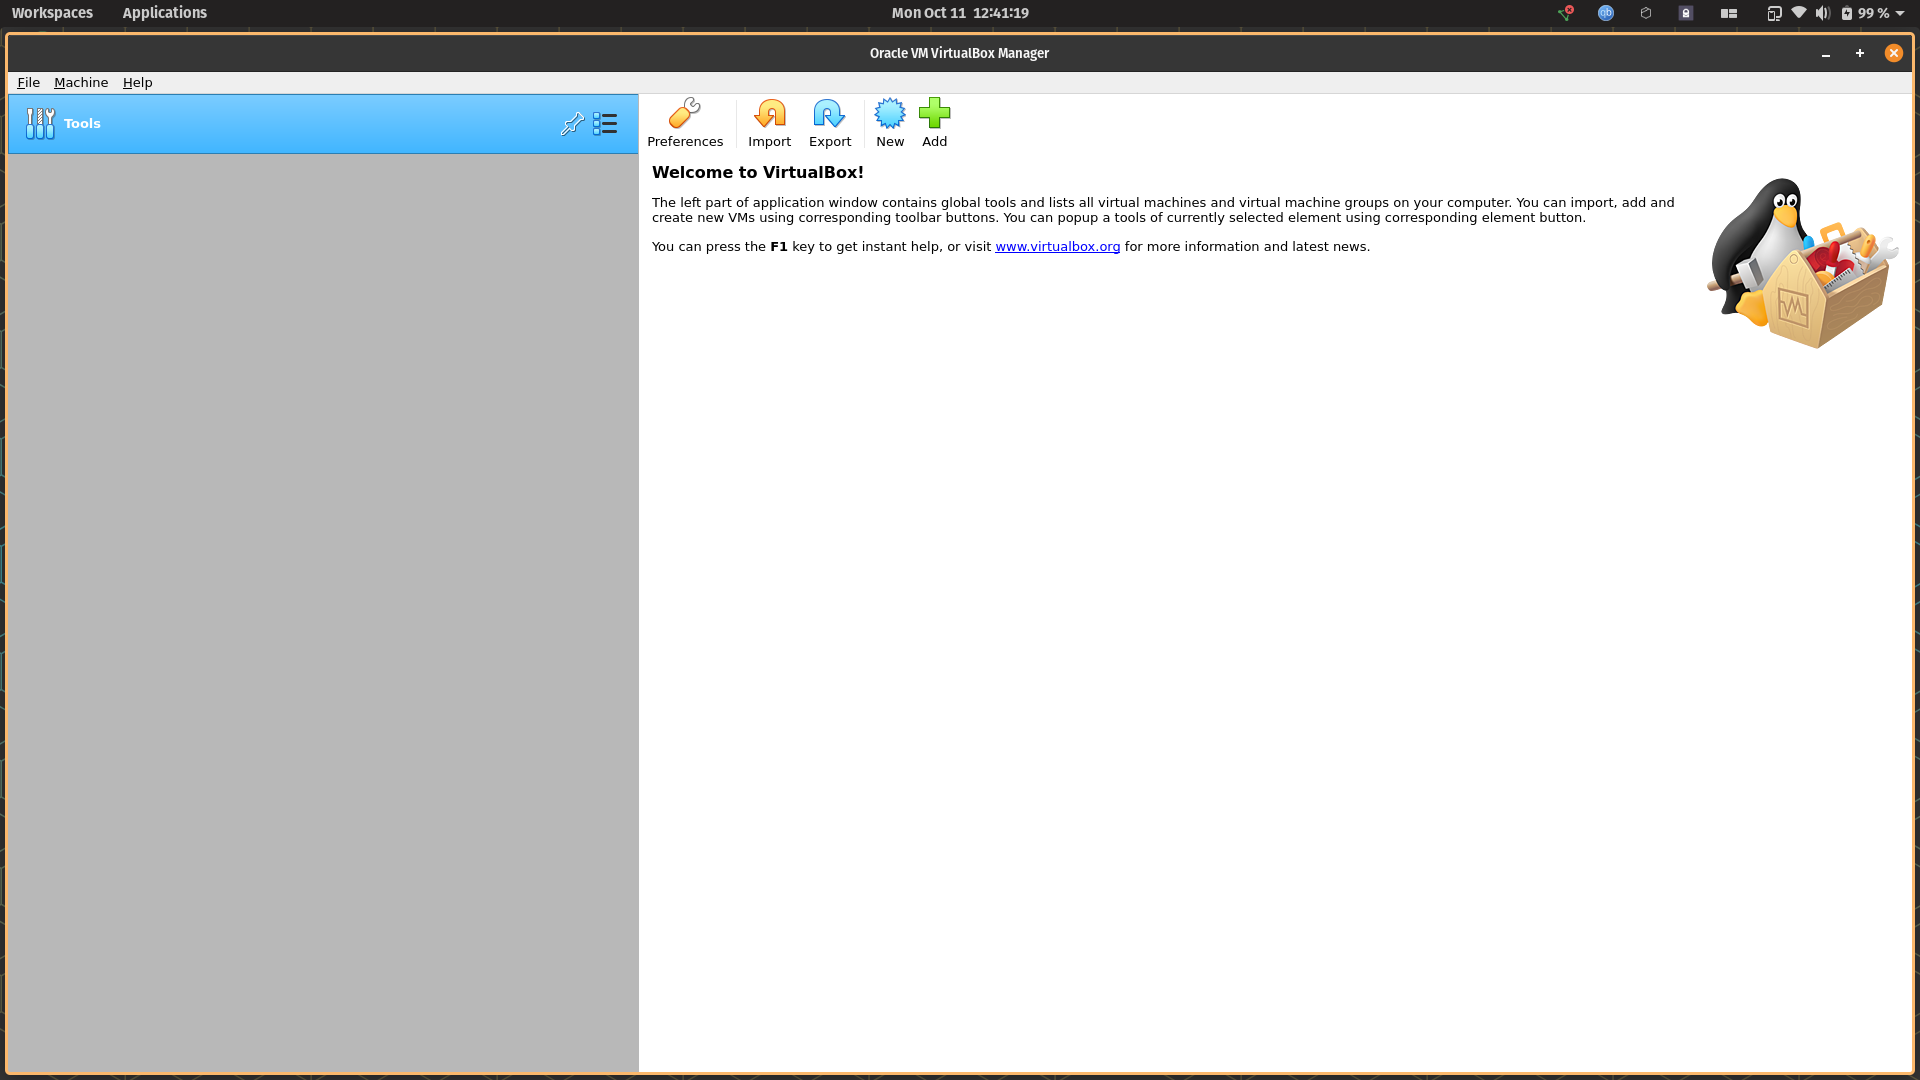 Workspaces Applications Mon Oct 11 12:41:19 99 %
Oracle VM VirtualBox Manager
File Machine Help
Tools
Preferences Import Export New Add
Welcome to VirtualBox!
The left part of application window contains global tools and lists all virtual machines and virtual machine groups on your computer. You can import, add and
create new VMs using corresponding toolbar buttons. You can popup a tools of currently selected element using corresponding element button.
You can press the F1 key to get instant help, or visit www.virtualbox.org for more information and latest news.